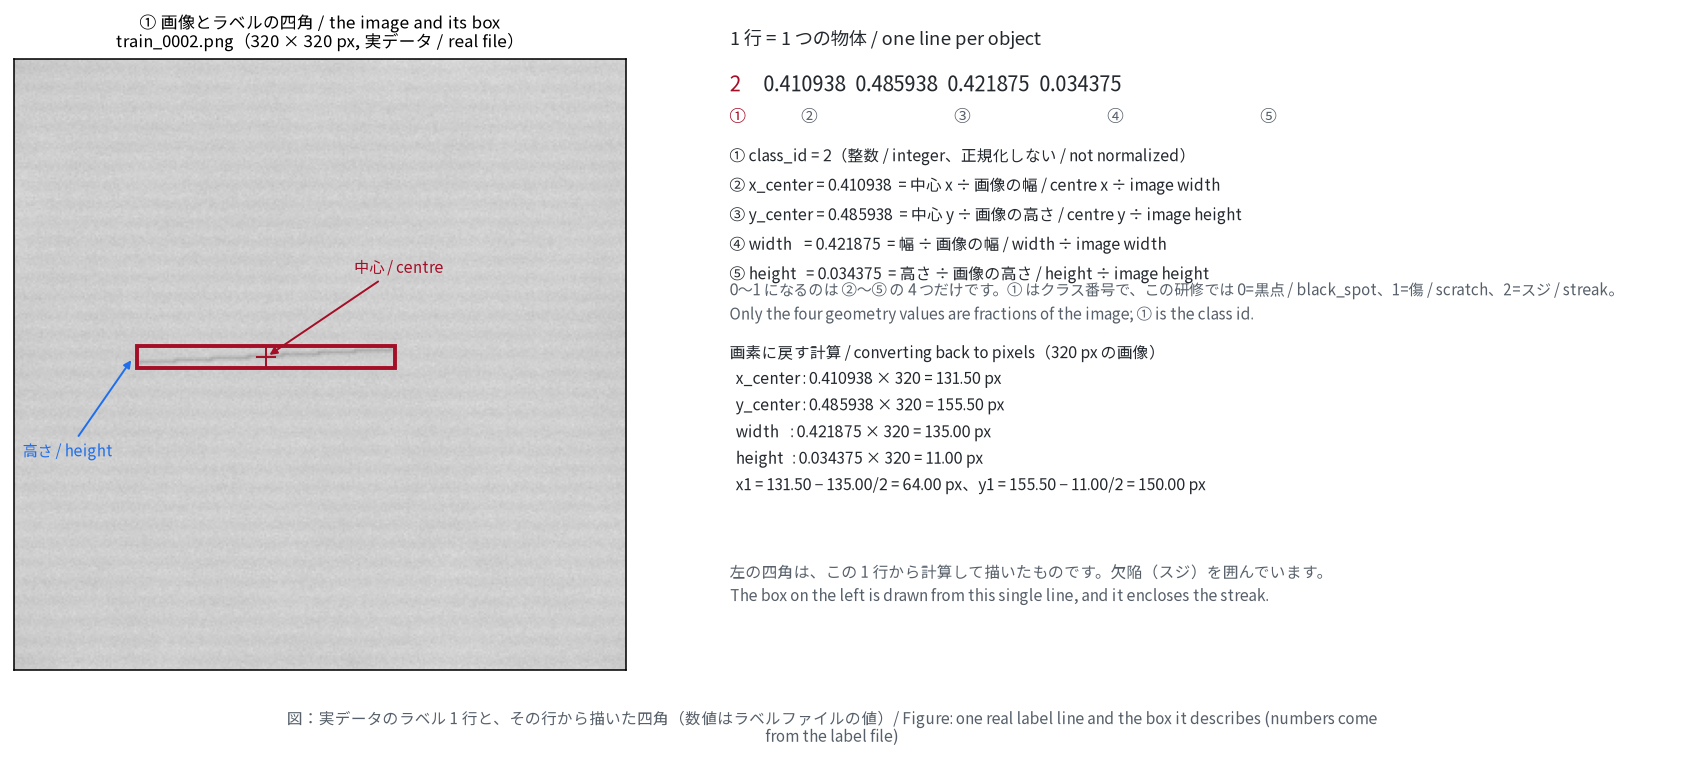 ① 画像とラベルの四角 / the image and its box
train_0002.png（320 × 320 px, 実データ / real file）
中心 / centre
高さ / height
1 行 = 1 つの物体 / one line per object
2 0.410938 0.485938 0.421875 0.034375
① ② ③ ④ ⑤
① class_id = 2（整数 / integer、正規化しない / not normalized）
② x_center = 0.410938 = 中心 x ÷ 画像の幅 / centre x ÷ image width
③ y_center = 0.485938 = 中心 y ÷ 画像の高さ / centre y ÷ image height
④ width = 0.421875 = 幅 ÷ 画像の幅 / width ÷ image width
⑤ height = 0.034375 = 高さ ÷ 画像の高さ / height ÷ image height
0～1 になるのは ②～⑤ の 4 つだけです。① はクラス番号で、この研修では 0=黒点 / black_spot、1=傷 / scratch、2=スジ / streak。
Only the four geometry values are fractions of the image; ① is the class id.
画素に戻す計算 / converting back to pixels（320 px の画像）
x_center : 0.410938 × 320 = 131.50 px
y_center : 0.485938 × 320 = 155.50 px
width : 0.421875 × 320 = 135.00 px
height : 0.034375 × 320 = 11.00 px
x1 = 131.50 − 135.00/2 = 64.00 px、y1 = 155.50 − 11.00/2 = 150.00 px
左の四角は、この 1 行から計算して描いたものです。欠陥（スジ）を囲んでいます。
The box on the left is drawn from this single line, and it encloses the streak.
図：実データのラベル 1 行と、その行から描いた四角（数値はラベルファイルの値）/ Figure: one real label line and the box it describes (numbers come
from the label file)